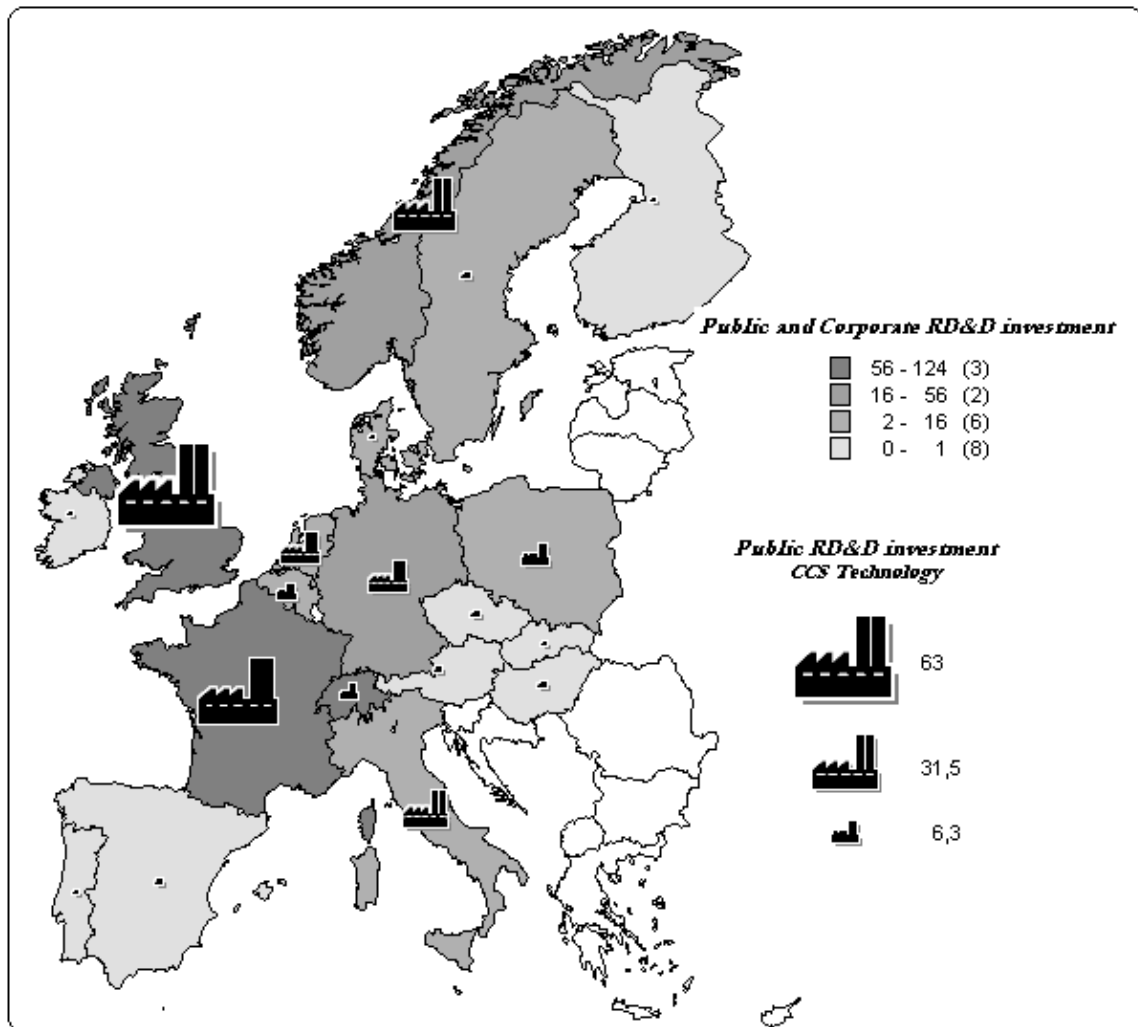 Public and Corporate RD&D investment
56 - 124 (3)
16 - 56 (2)
2 - 16 (6)
0 - 1 (8)
Public RD&D investment
CCS Technology
63
31,5
6,3